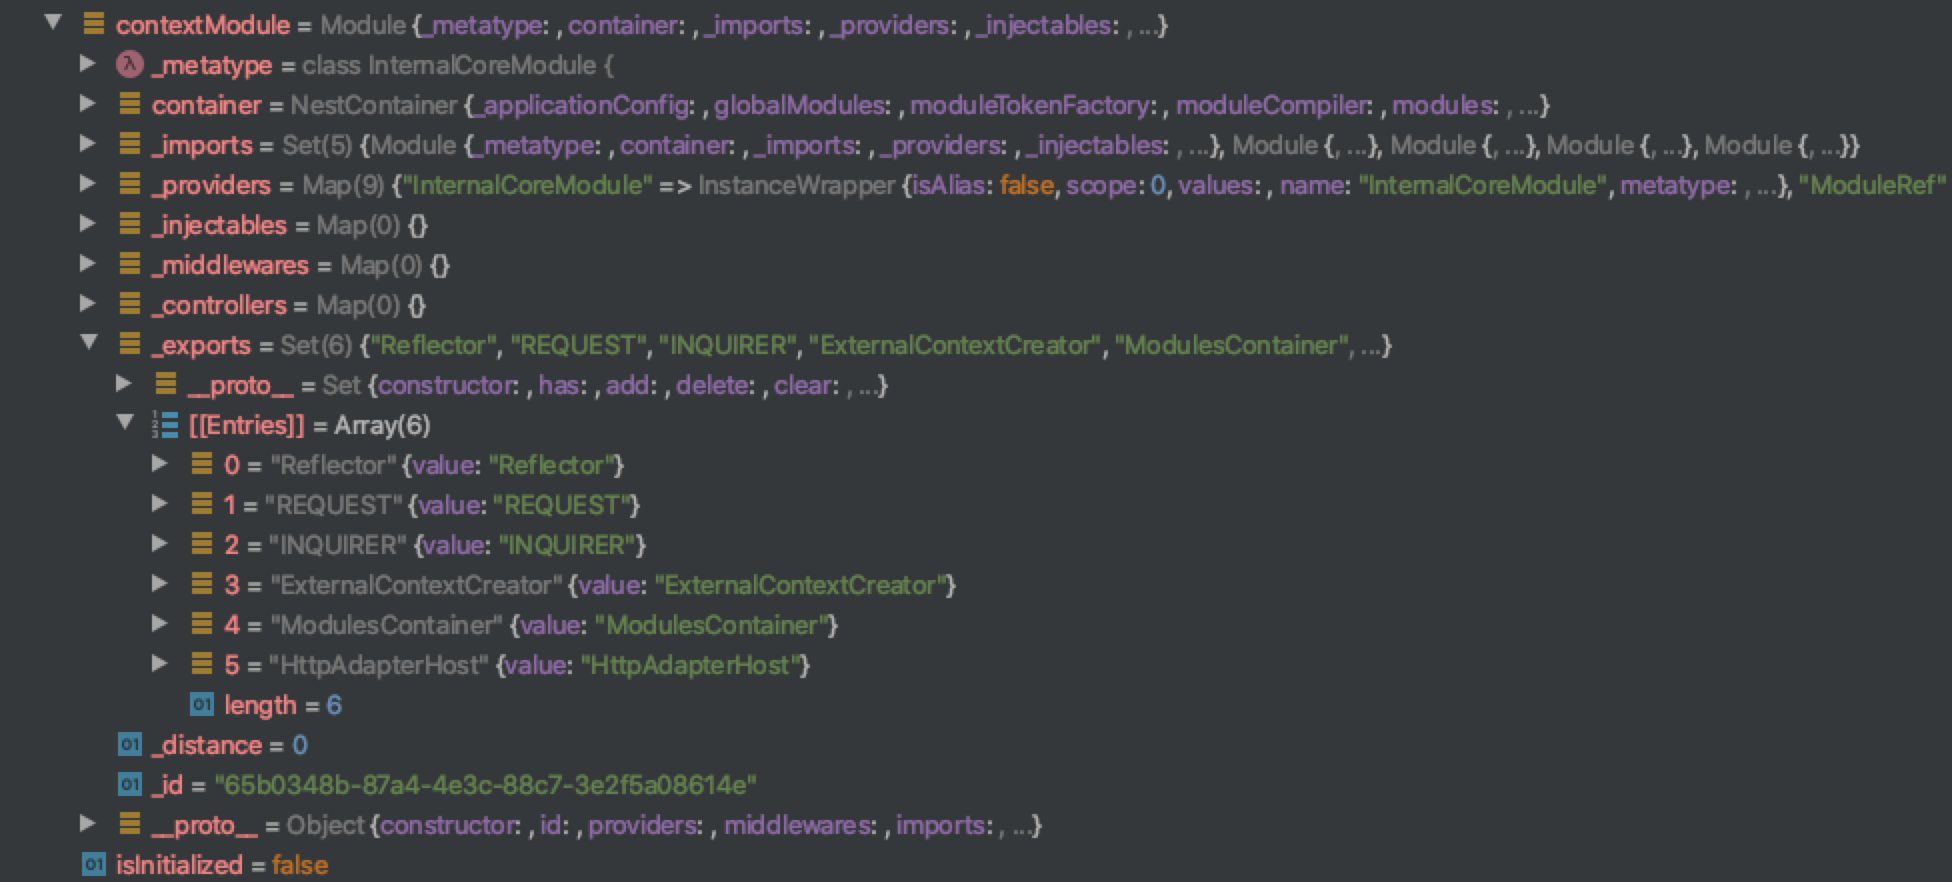 contextModule = Module {_metatype: , container: , _imports: , _providers: , _injectables: , ...}
λ _metatype = class InternalCoreModule {
container = NestContainer {_applicationConfig: , globalModules: , moduleTokenFactory: , moduleCompiler: , modules: , ...}
_imports = Set(5) {Module {_metatype: , container: , _imports: , _providers: , _injectables: , ...}, Module {, ...}, Module {, ...}, Module {, ...}, Module {, ...}}
_providers = Map(9) {"InternalCoreModule" => InstanceWrapper {isAlias: false, scope: 0, values: , name: "InternalCoreModule", metatype: , ...}, "ModuleRef"
_injectables = Map(0) {}
_middlewares = Map(0) {}
_controllers = Map(0) {}
_exports = Set(6) {"Reflector", "REQUEST", "INQUIRER", "ExternalContextCreator", "ModulesContainer", ...}
__proto__ = Set {constructor: , has: , add: , delete: , clear: , ...}
[[Entries]] = Array(6)
0 = "Reflector" {value: "Reflector"}
1 = "REQUEST" {value: "REQUEST"}
2 = "INQUIRER" {value: "INQUIRER"}
3 = "ExternalContextCreator" {value: "ExternalContextCreator"}
4 = "ModulesContainer" {value: "ModulesContainer"}
5 = "HttpAdapterHost" {value: "HttpAdapterHost"}
01 length = 6
01 _distance = 0
01 _id = "65b0348b-87a4-4e3c-88c7-3e2f5a08614e"
__proto__ = Object {constructor: , id: , providers: , middlewares: , imports: , ...}
01 isInitialized = false